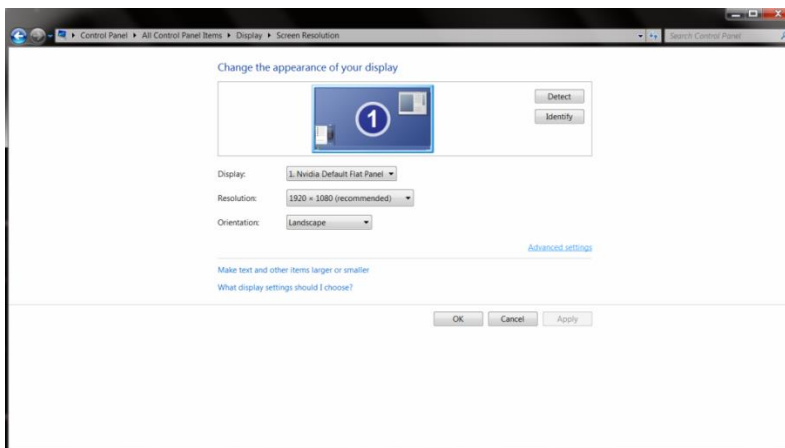 Control Panel ▸ All Control Panel Items ▸ Display ▸ Screen Resolution
Search Control Panel
Change the appearance of your display
1
Detect
Identify
Display: 1. Nvidia Default Flat Panel
Resolution: 1920 × 1080 (recommended)
Orientation: Landscape
Advanced settings
Make text and other items larger or smaller
What display settings should I choose?
OK Cancel Apply